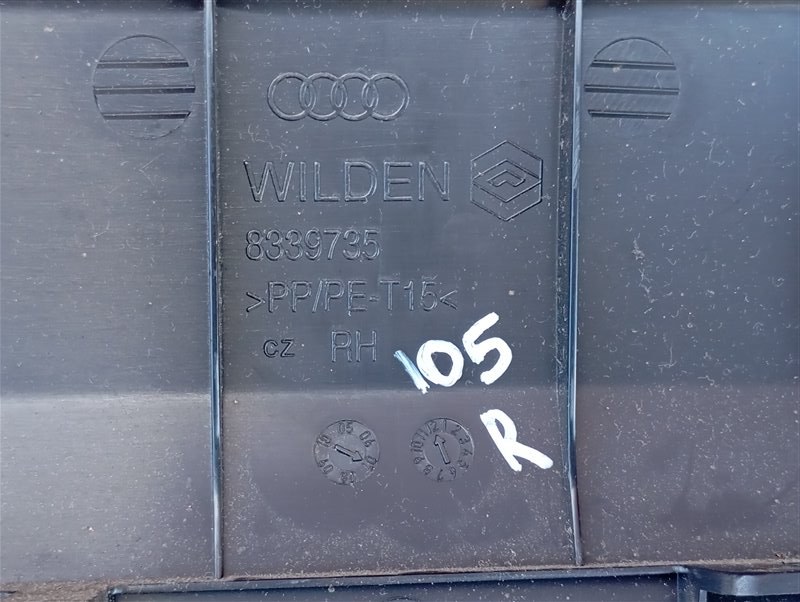 WILDEN
8339735
>PP/PE-T15<
CZ RH
105
R